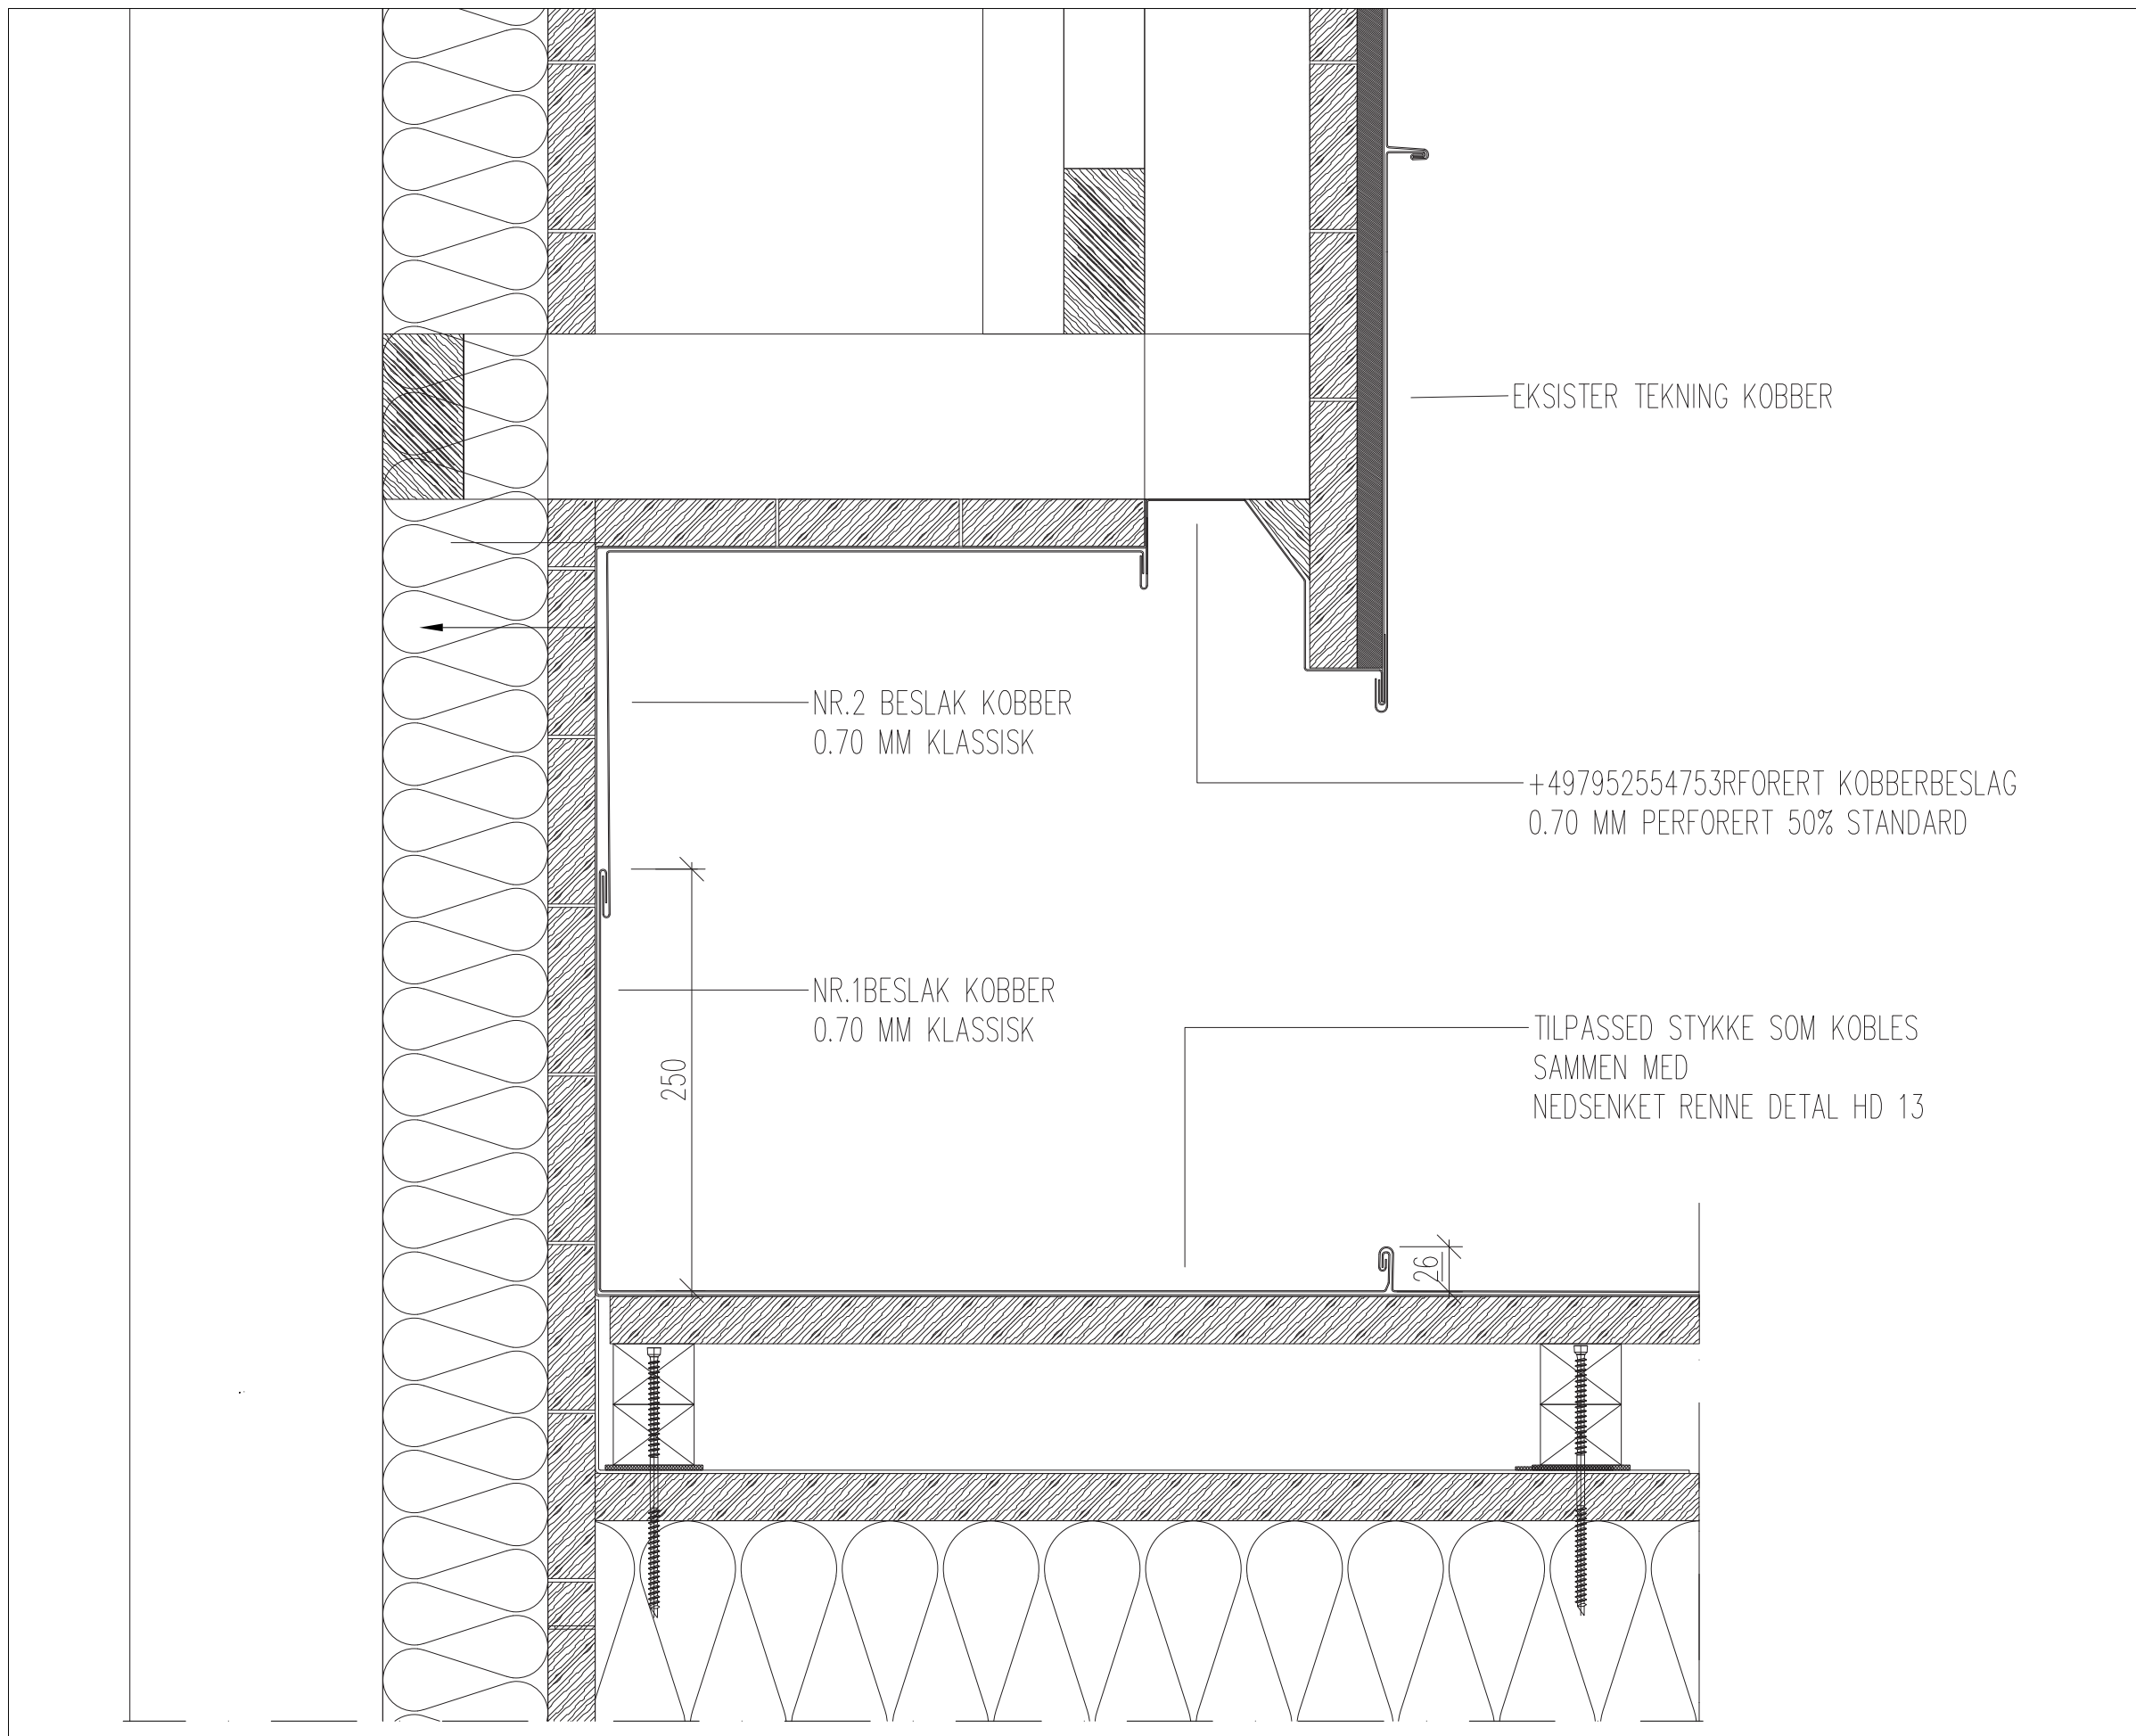 EKSISTER TEKNING KOBBER
NR.2 BESLAK KOBBER
0.70 MM KLASSISK
+497952554753RFORERT KOBBERBESLAG
0.70 MM PERFORERT 50% STANDARD
NR.1BESLAK KOBBER
0.70 MM KLASSISK
250
TILPASSED STYKKE SOM KOBLES
SAMMEN MED
NEDSENKET RENNE DETAL HD 13
26